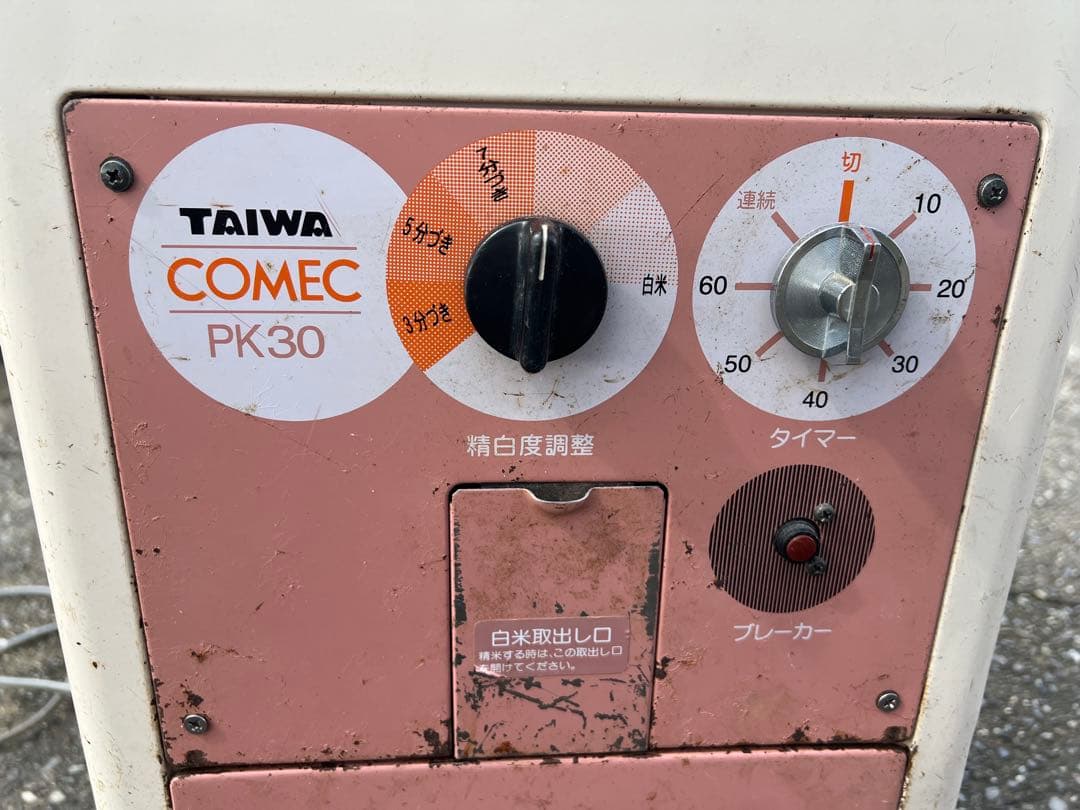 TAIWA
COMEC
PK30
7分づき
5分づき
3分づき
白米
精白度調整
切
連続
10
60
20
50
30
40
タイマー
ブレーカー
白米取出し口
精米する時は、この取出し口
を開けてください。